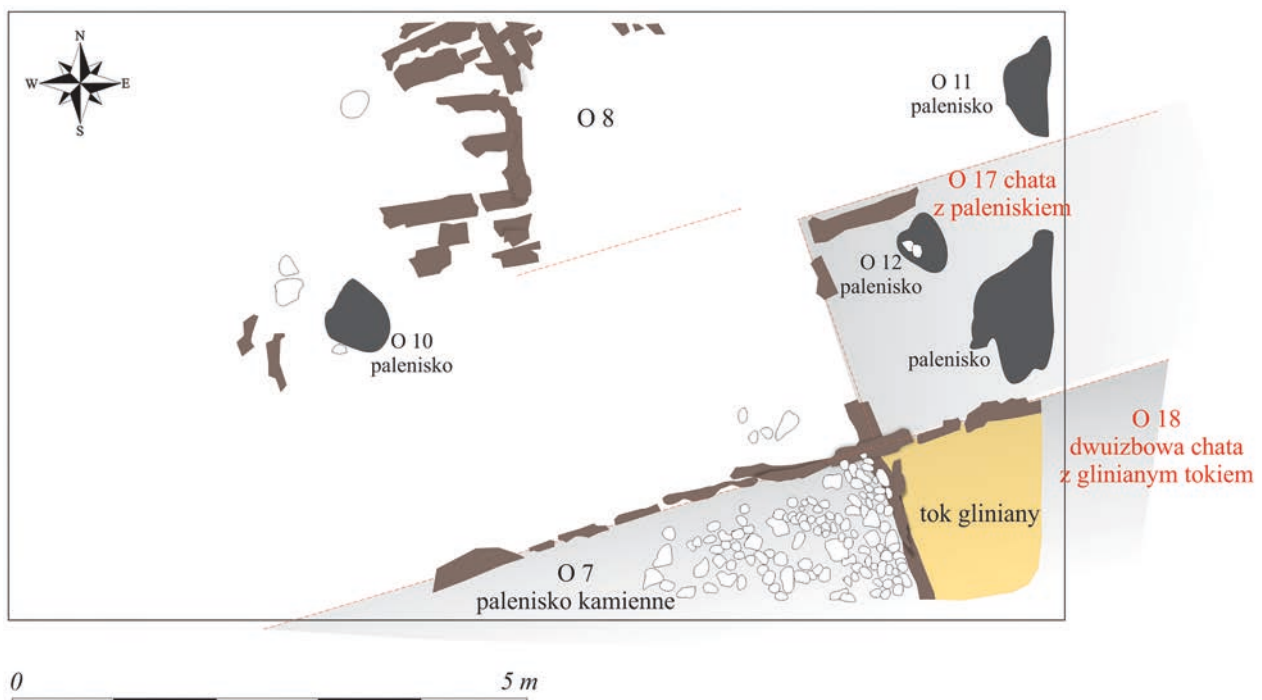 N
W E
S
O 8
O 11
palenisko
O 17 chata
z paleniskiem
O 12
palenisko
O 10
palenisko
palenisko
O 18
dwuizbowa chata
z glinianym tokiem
tok gliniany
O 7
palenisko kamienne
0 5 m